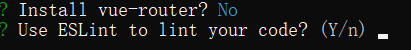 ? Install vue-router? No
? Use ESLint to lint your code? (Y/n)